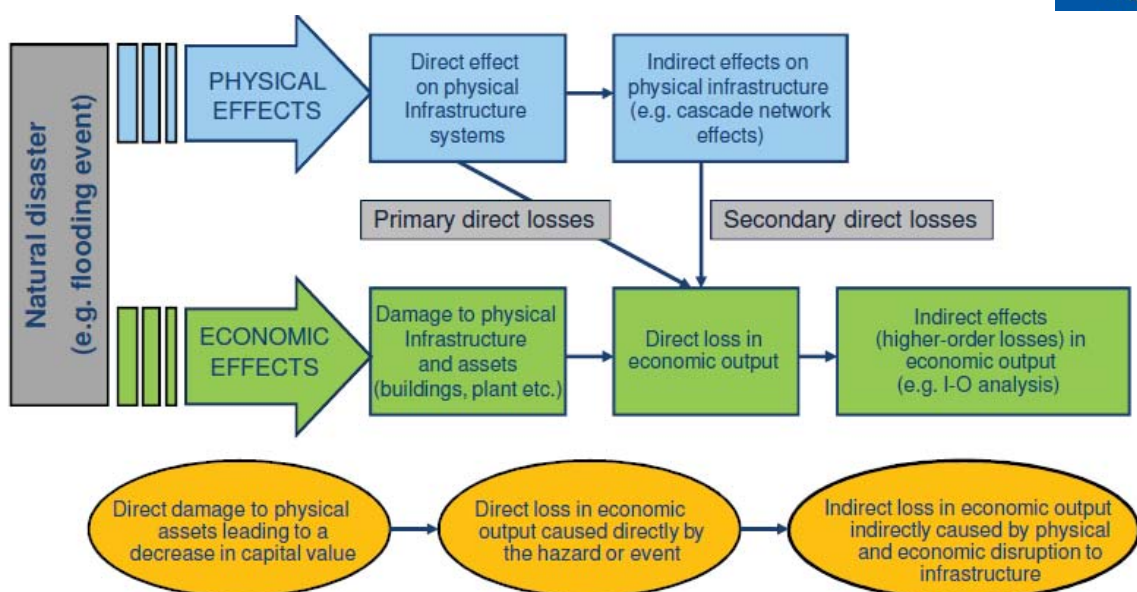 Natural disaster
(e.g. flooding event)
PHYSICAL
EFFECTS
Direct effect
on physical
Infrastructure
systems
Indirect effects on
physical infrastructure
(e.g. cascade network
effects)
Primary direct losses
Secondary direct losses
ECONOMIC
EFFECTS
Damage to physical
Infrastructure
and assets
(buildings, plant etc.)
Direct loss in
economic output
Indirect effects
(higher-order losses) in
economic output
(e.g. I-O analysis)
Direct damage to physical
assets leading to a
decrease in capital value
Direct loss in economic
output caused directly by
the hazard or event
Indirect loss in economic output
indirectly caused by physical
and economic disruption to
infrastructure